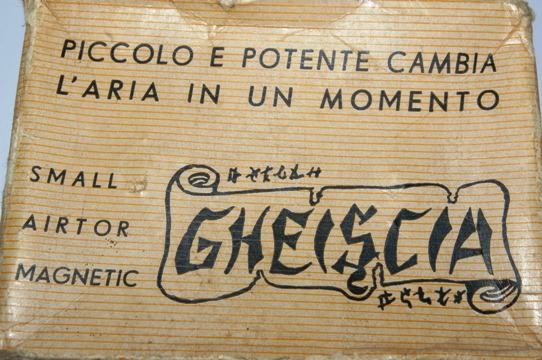 PICCOLO E POTENTE CAMBIA
L'ARIA IN UN MOMENTO
SMALL
AIRTOR
MAGNETIC
GHEISCIA